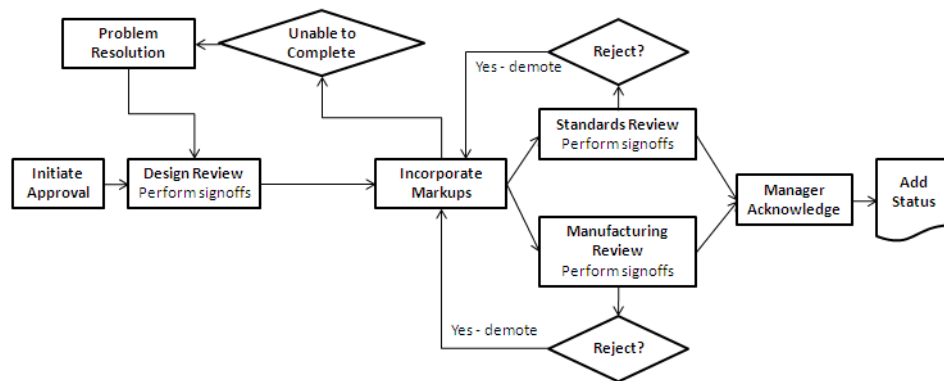 Problem
Resolution
Unable to
Complete
Reject?
Yes - demote
Standards Review
Perform signoffs
Initiate
Approval
Design Review
Perform signoffs
Incorporate
Markups
Manager
Acknowledge
Add
Status
Manufacturing
Review
Perform signoffs
Yes - demote
Reject?